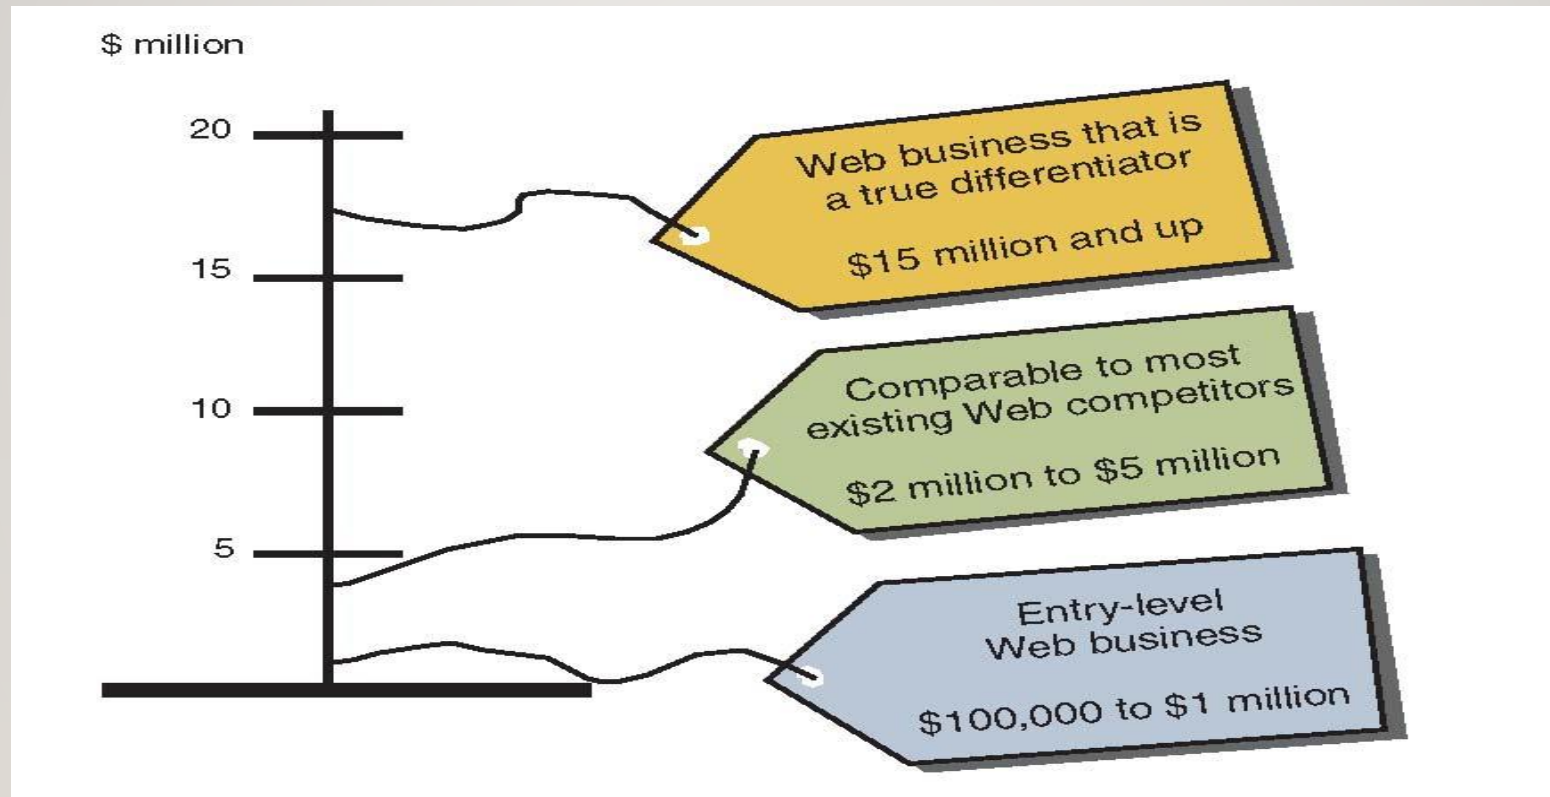 $ million
20
15
10
5
Web business that is
a true differentiator
$15 million and up
Comparable to most
existing Web competitors
$2 million to $5 million
Entry-level
Web business
$100,000 to $1 million